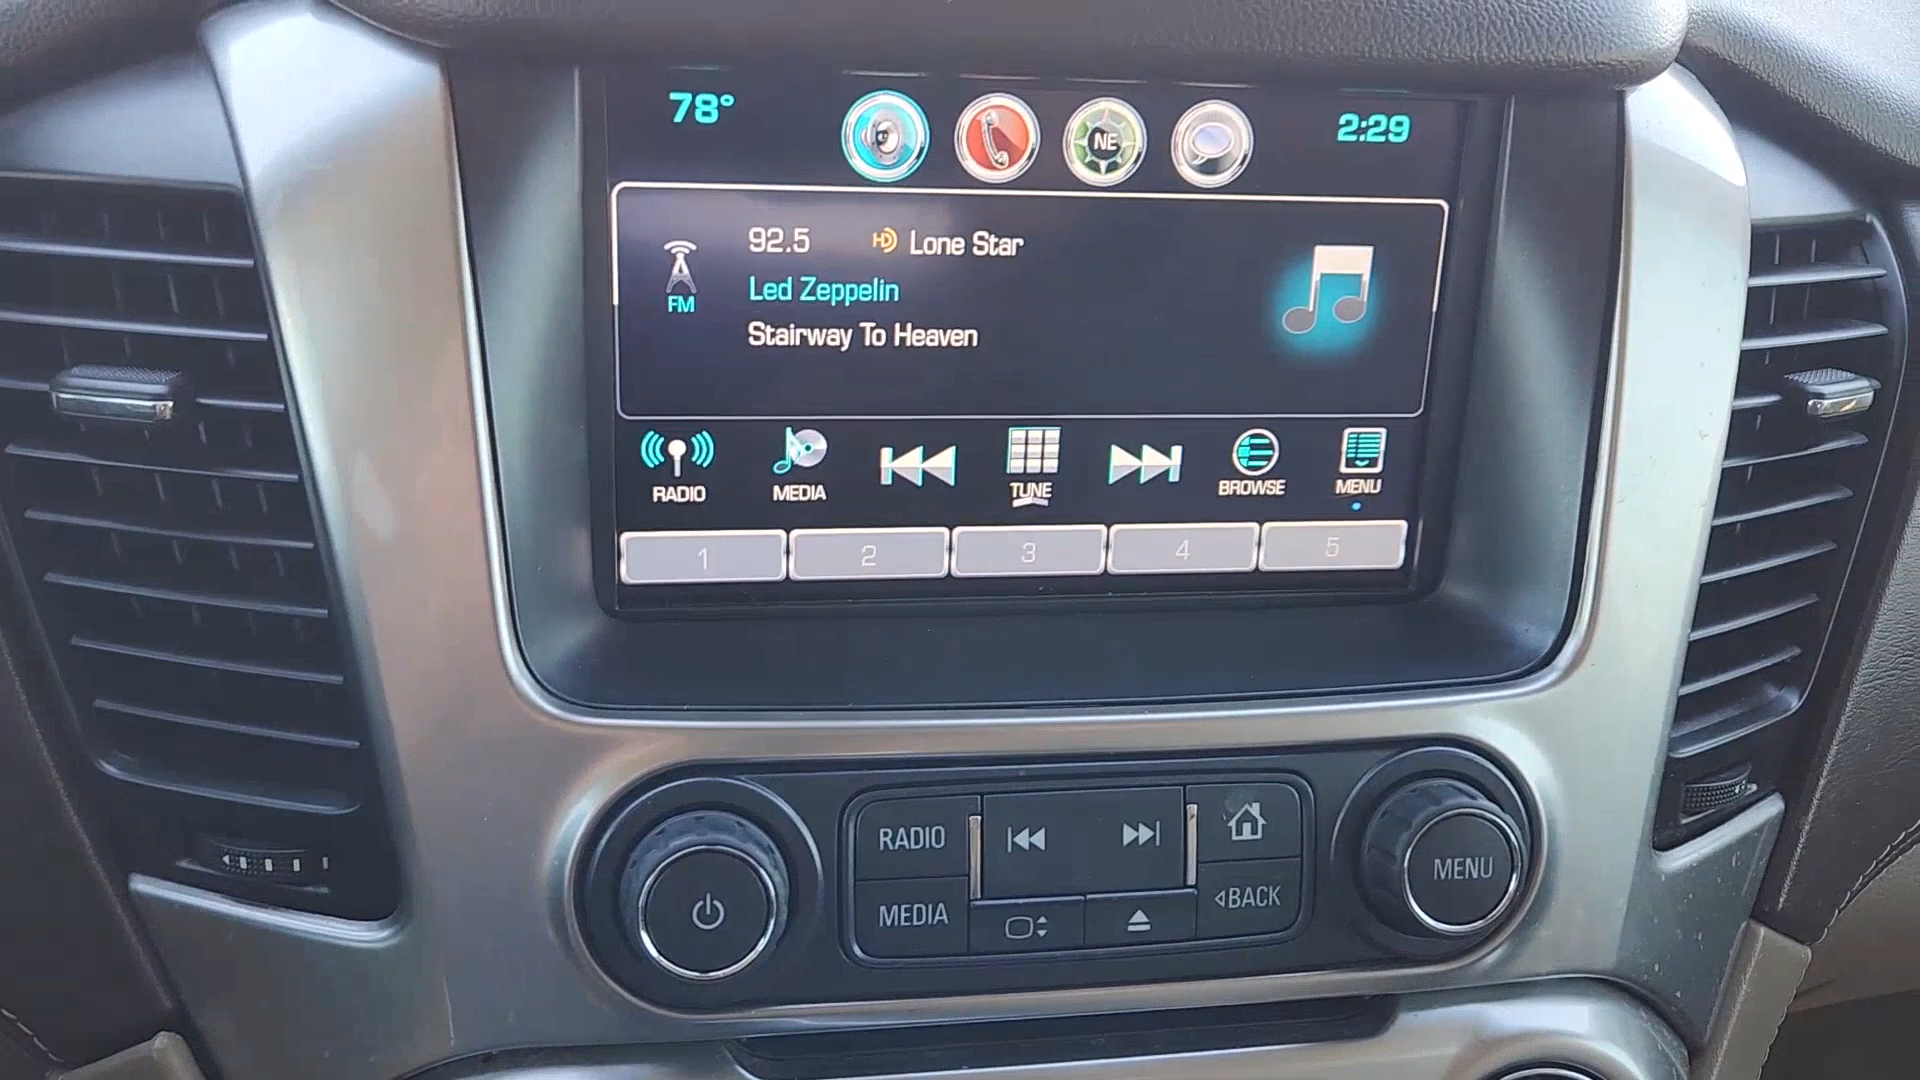 78°
NE
2:29
92.5 HD Lone Star
FM
Led Zeppelin
Stairway To Heaven
RADIO
MEDIA
TUNE
BROWSE
MENU
1 2 3 4 5
RADIO
MEDIA
BACK
MENU